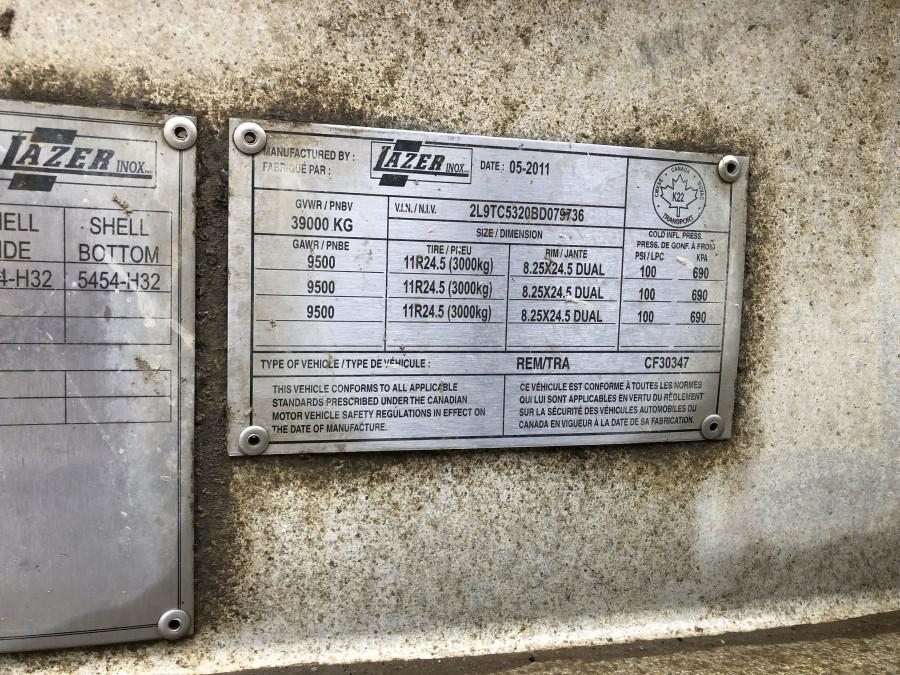 LAZER INOX INC
SHELL
BOTTOM
4-H32 5454-H32
MANUFACTURED BY :
FABRIQUÉ PAR :
LAZER INOX INC
DATE : 05-2011
CANADA
K22
TRANSPORT
GVWR / PNBV
39000 KG
V.I.N. / N.I.V.
2L9TC5320BD079736
SIZE / DIMENSION
COLD INFL. PRESS.
PRESS. DE GONF. À FROID
GAWR / PNBE TIRE / PNEU RIM / JANTE PSI / LPC KPA
9500 11R24.5 (3000kg) 8.25X24.5 DUAL 100 690
9500 11R24.5 (3000kg) 8.25X24.5 DUAL 100 690
9500 11R24.5 (3000kg) 8.25X24.5 DUAL 100 690
TYPE OF VEHICLE / TYPE DE VÉHICULE : REM/TRA CF30347
THIS VEHICLE CONFORMS TO ALL APPLICABLE
STANDARDS PRESCRIBED UNDER THE CANADIAN
MOTOR VEHICLE SAFETY REGULATIONS IN EFFECT ON
THE DATE OF MANUFACTURE.
CE VÉHICULE EST CONFORME À TOUTES LES NORMES
QUI LUI SONT APPLICABLES EN VERTU DU RÈGLEMENT
SUR LA SÉCURITÉ DES VÉHICULES AUTOMOBILES DU
CANADA EN VIGUEUR À LA DATE DE SA FABRICATION.